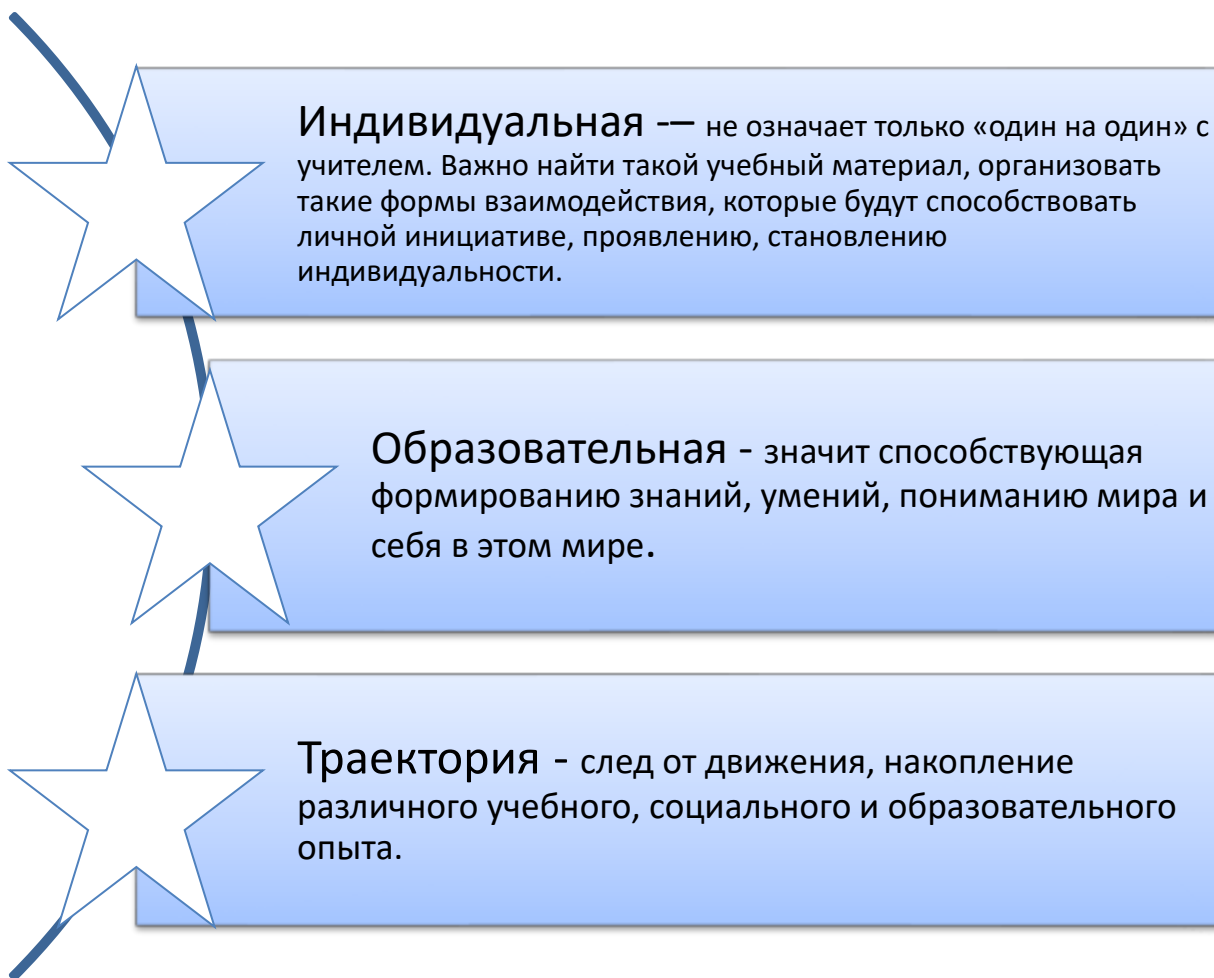 Индивидуальная -– не означает только «один на один» с
учителем. Важно найти такой учебный материал, организовать
такие формы взаимодействия, которые будут способствовать
личной инициативе, проявлению, становлению
индивидуальности.
Образовательная - значит способствующая
формированию знаний, умений, пониманию мира и
себя в этом мире.
Траектория - след от движения, накопление
различного учебного, социального и образовательного
опыта.